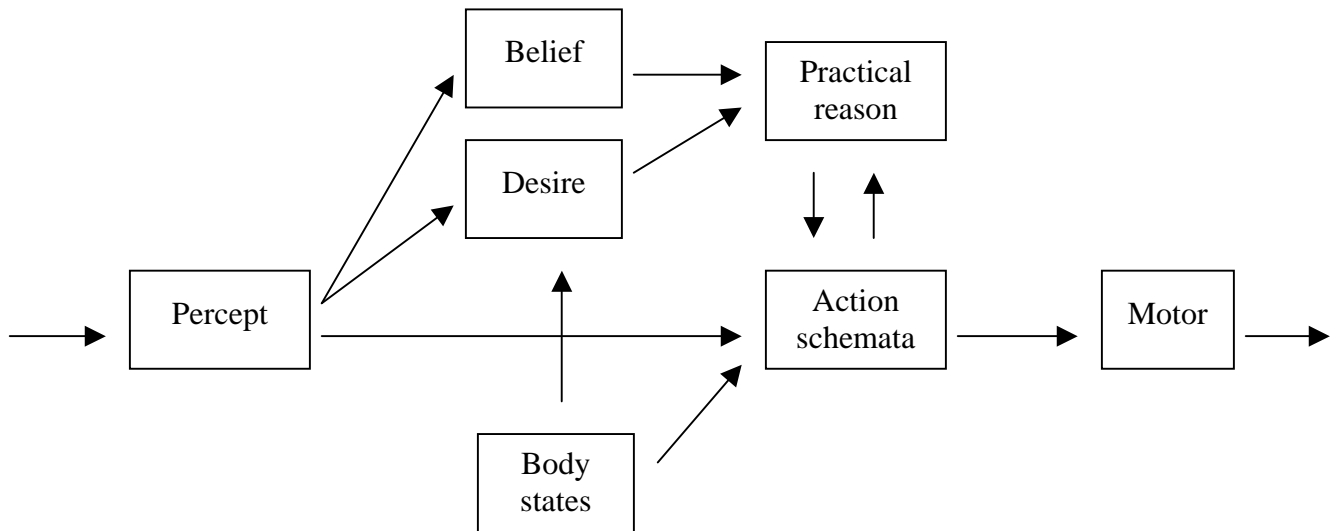 Belief
Practical
reason
Desire
Percept
Action
schemata
Motor
Body
states